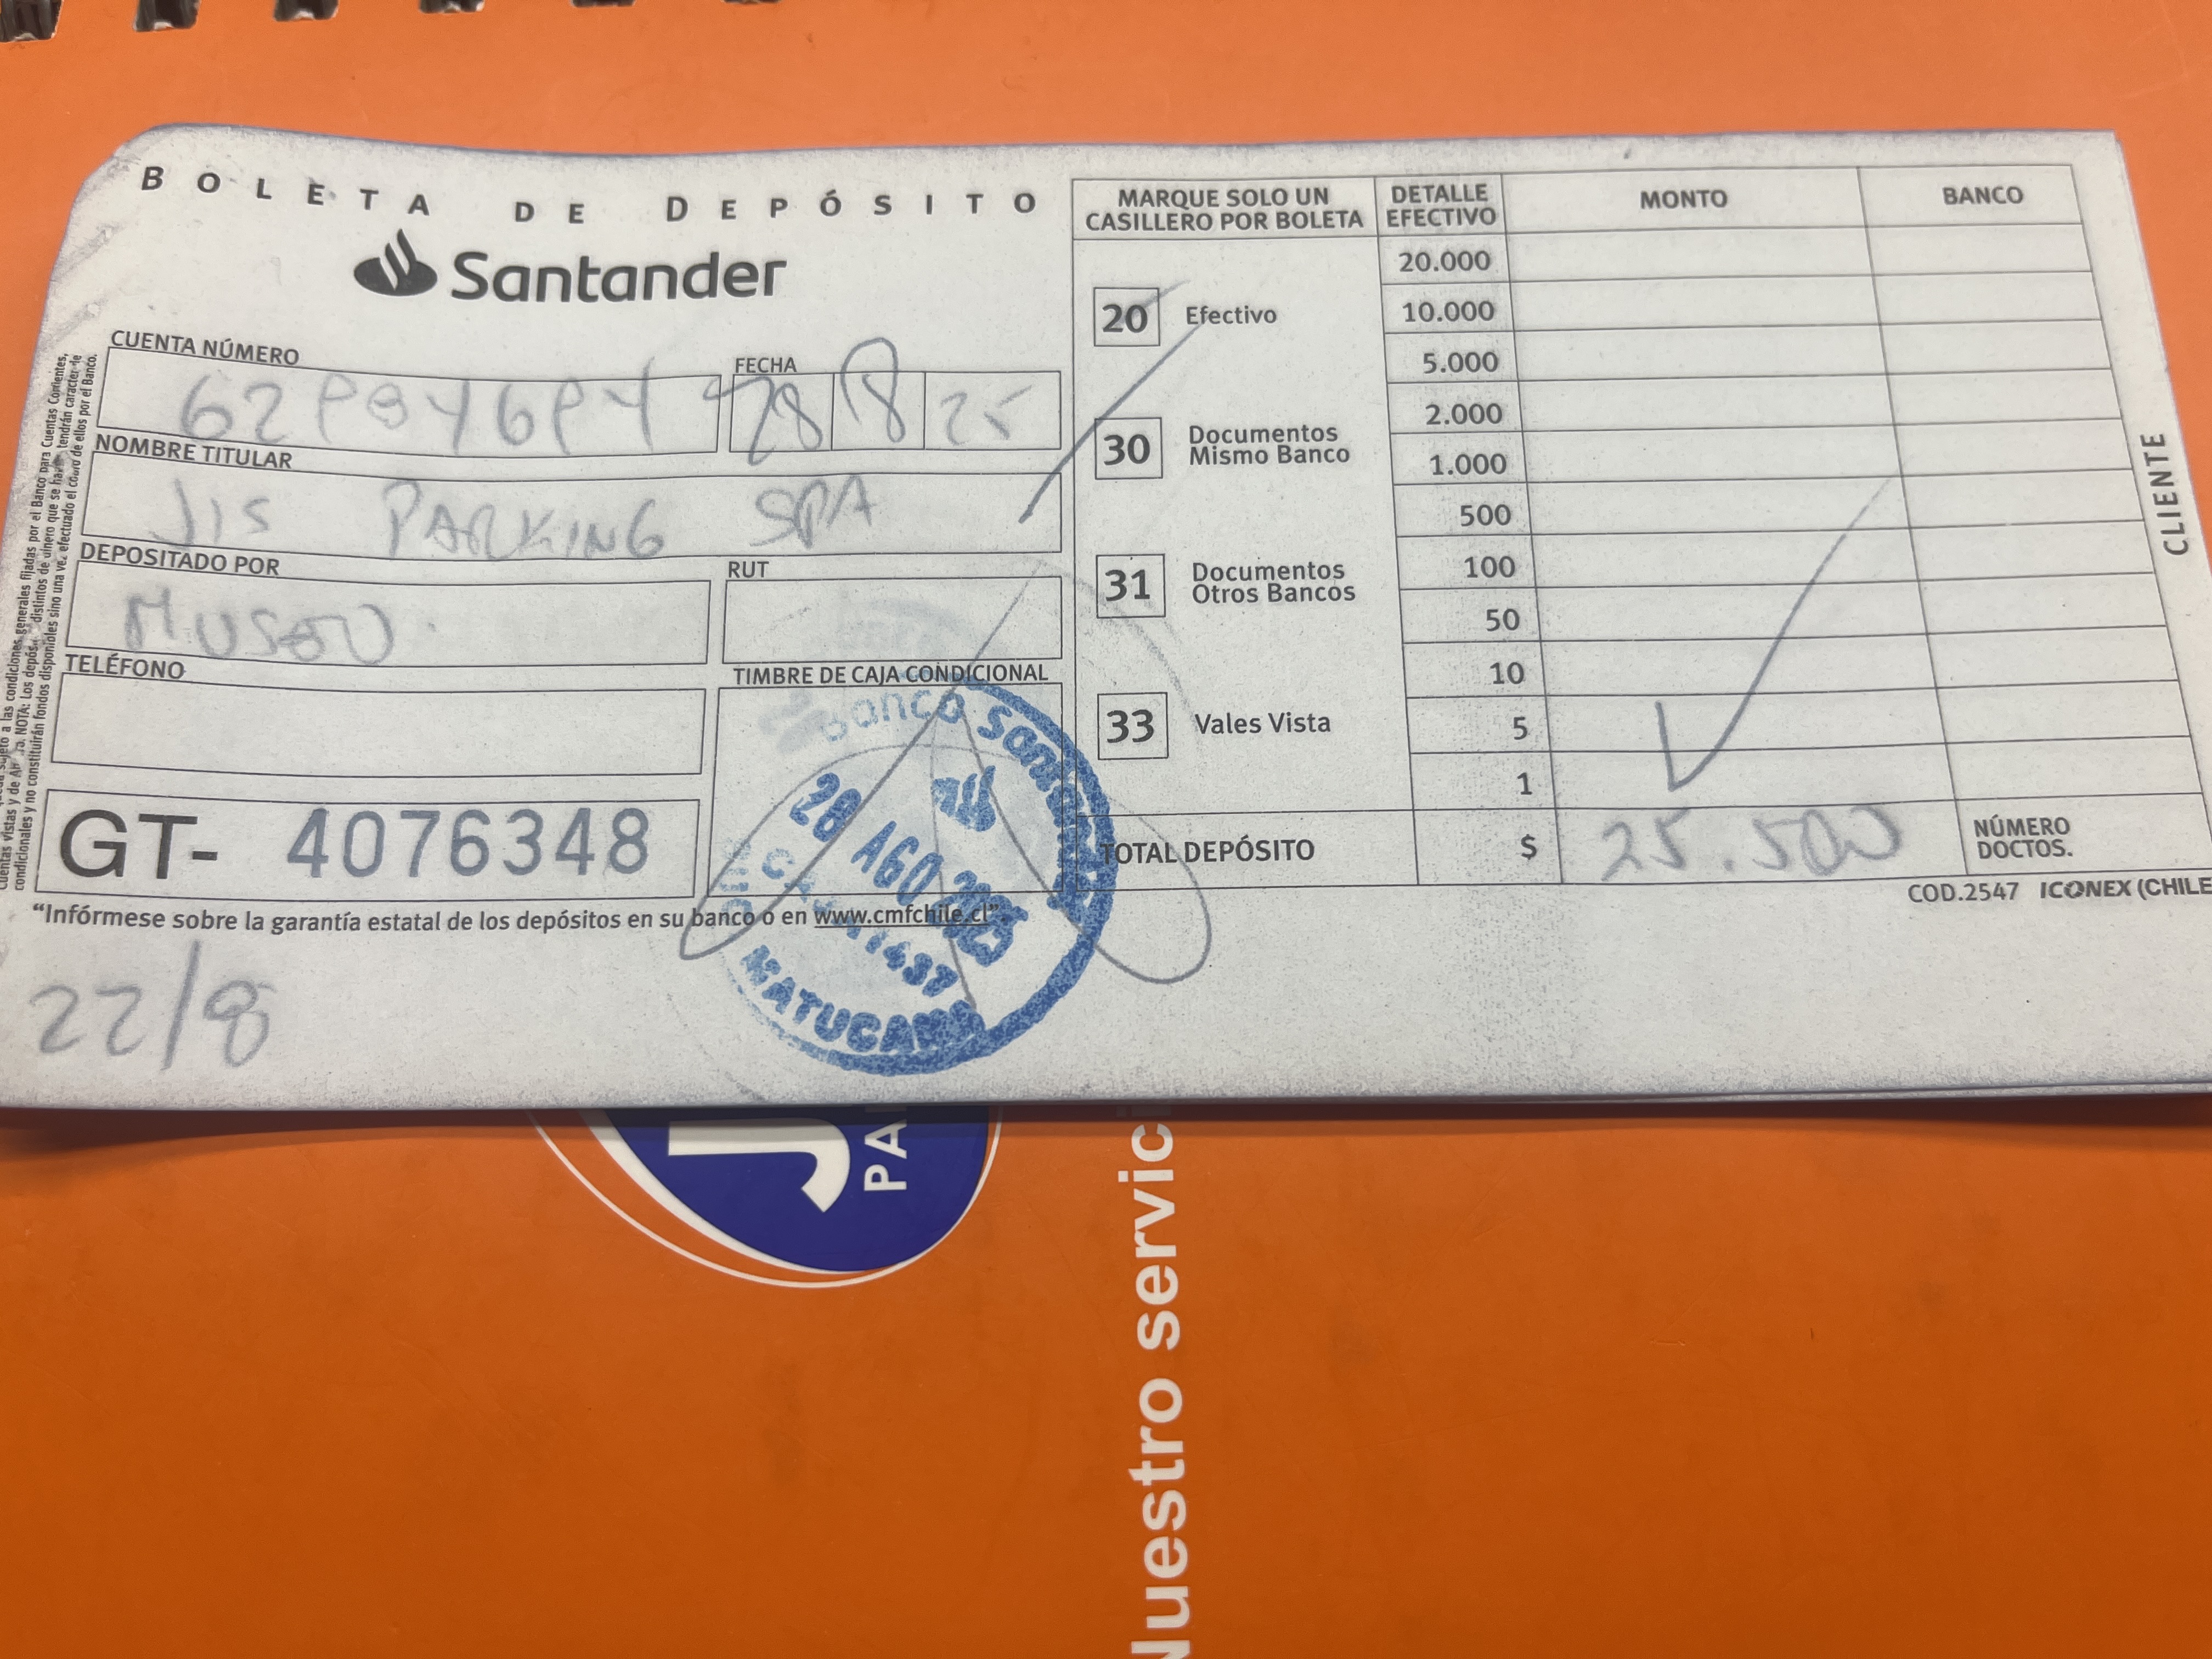 BOLETA DE DEPÓSITO
Santander
CUENTA NÚMERO
FECHA
28 8 25
NOMBRE TITULAR
JIS PARKING SPA
DEPOSITADO POR
MUSEO
RUT
TELÉFONO
TIMBRE DE CAJA CONDICIONAL
GT- 4076348
"Infórmese sobre la garantía estatal de los depósitos en su banco o en www.cmfchile.cl".
22/8
Banco Santander
28 AGO 2025
MATUCANA
MARQUE SOLO UN
CASILLERO POR BOLETA
20 Efectivo
30 Documentos
Mismo Banco
31 Documentos
Otros Bancos
33 Vales Vista
DETALLE
EFECTIVO
MONTO
BANCO
20.000
10.000
5.000
2.000
1.000
500
100
50
10
5
1
TOTAL DEPÓSITO $ 25.500
NÚMERO
DOCTOS.
COD.2547 ICONEX (CHILE
CLIENTE
J
PA
Nuestro servici